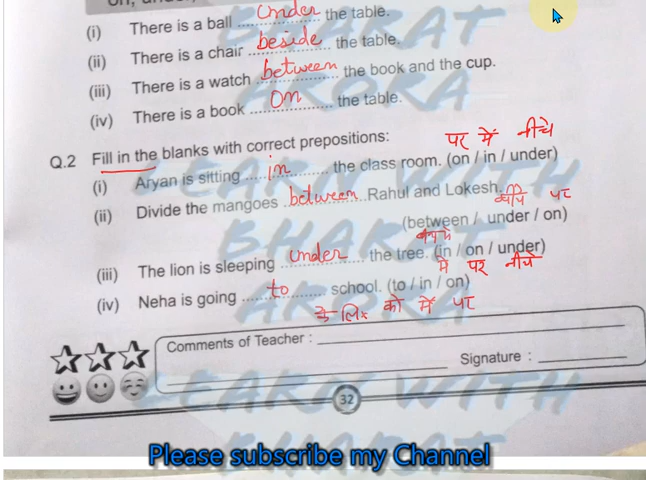 (i) There is a ball under the table.
(ii) There is a chair beside the table.
(iii) There is a watch between the book and the cup.
(iv) There is a book on the table.
Q.2 Fill in the blanks with correct prepositions:
पर में नीचे
(i) Aryan is sitting in the class room. (on / in / under)
(ii) Divide the mangoes between Rahul and Lokesh.
(between / under / on)
नीचे पर
(iii) The lion is sleeping under the tree. (in / on / under)
में पर नीचे
(iv) Neha is going to school. (to / in / on)
के लिए को में पर
Comments of Teacher :
Signature :
32
LEARN WITH
BHARAT
ARORA
Please subscribe my Channel